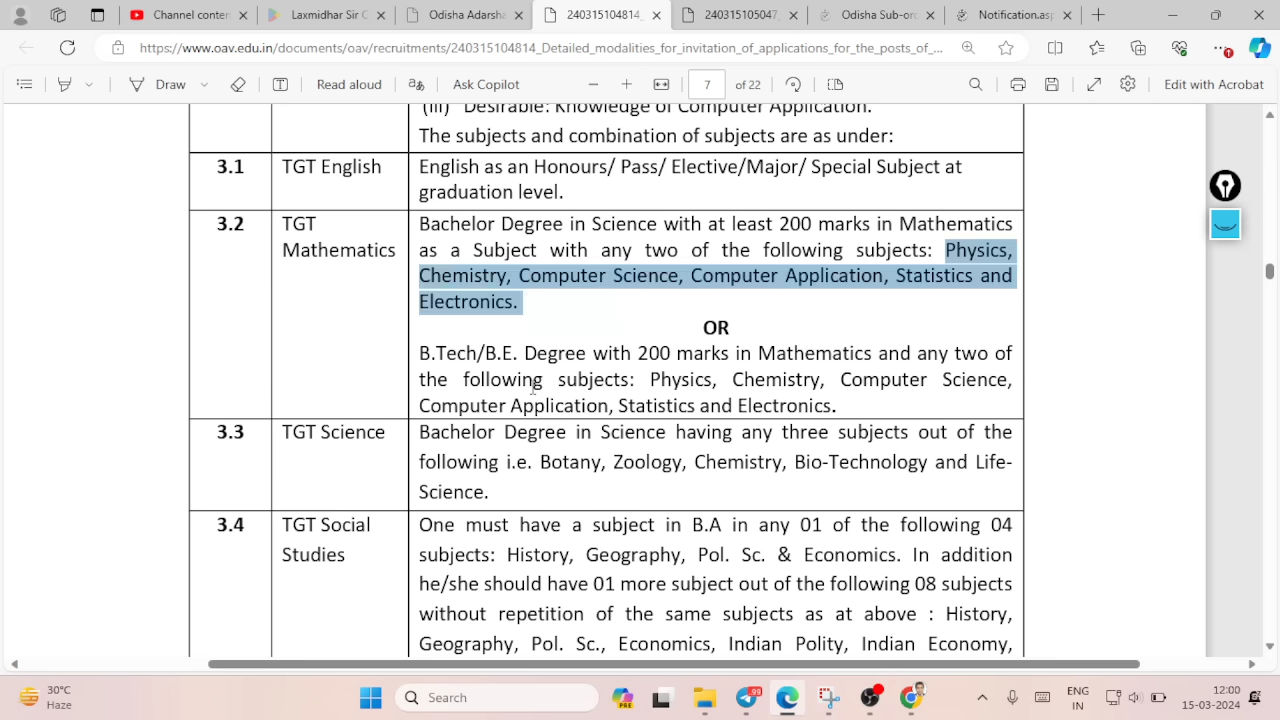 Channel conten
Laxmidhar Social C
Odisha Adarsha
240315104814_
240315105047_
Odisha Sub-ord
Notification.asp
https://www.oav.edu.in/documents/oav/recruitments/240315104814_Detailed_modalities_for_invitation_of_applications_for_the_posts_of_...
Draw
Read aloud
Ask Copilot
7
of 22
Edit with Acrobat
(iii) Desirable: Knowledge of Computer Application.
The subjects and combination of subjects are as under:
3.1 TGT English English as an Honours/ Pass/ Elective/Major/ Special Subject at
graduation level.
3.2 TGT Bachelor Degree in Science with at least 200 marks in Mathematics
Mathematics as a Subject with any two of the following subjects: Physics,
Chemistry, Computer Science, Computer Application, Statistics and
Electronics.
OR
B.Tech/B.E. Degree with 200 marks in Mathematics and any two of
the following subjects: Physics, Chemistry, Computer Science,
Computer Application, Statistics and Electronics.
3.3 TGT Science Bachelor Degree in Science having any three subjects out of the
following i.e. Botany, Zoology, Chemistry, Bio-Technology and Life-
Science.
3.4 TGT Social One must have a subject in B.A in any 01 of the following 04
Studies subjects: History, Geography, Pol. Sc. & Economics. In addition
he/she should have 01 more subject out of the following 08 subjects
without repetition of the same subjects as at above : History,
Geography, Pol. Sc., Economics, Indian Polity, Indian Economy,
30°C
Haze
Search
PRE
99
ENG
IN
12:00
15-03-2024